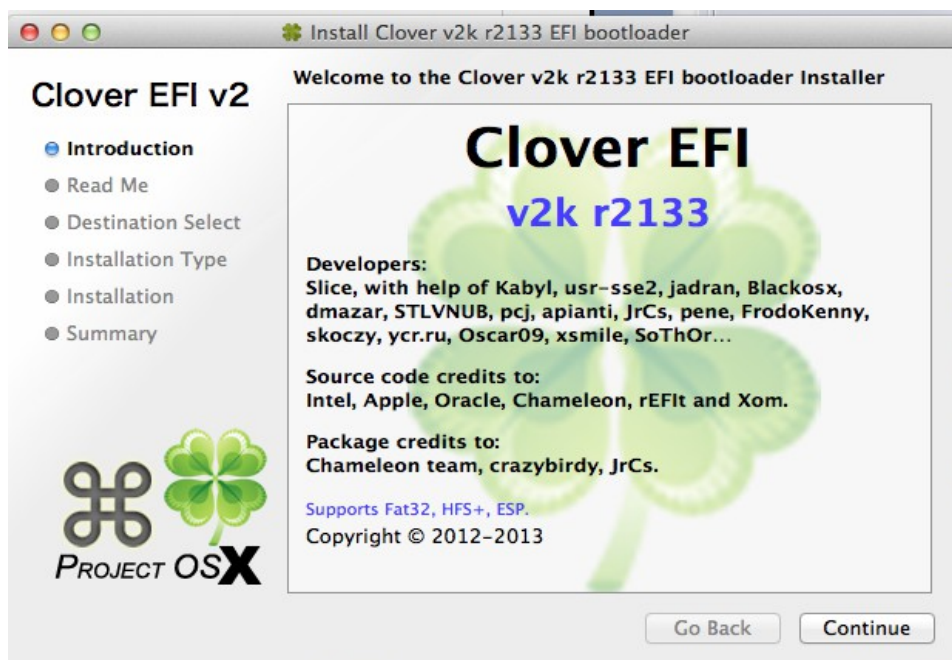 Install Clover v2k r2133 EFI bootloader
Clover EFI v2
Introduction
Read Me
Destination Select
Installation Type
Installation
Summary
PROJECT OSX
Welcome to the Clover v2k r2133 EFI bootloader Installer
Clover EFI
v2k r2133
Developers:
Slice, with help of Kabyl, usr-sse2, jadran, Blackosx,
dmazar, STLVNUB, pcj, apianti, JrCs, pene, FrodoKenny,
skoczy, ycr.ru, Oscar09, xsmile, SoThOr...
Source code credits to:
Intel, Apple, Oracle, Chameleon, rEFIt and Xom.
Package credits to:
Chameleon team, crazybirdy, JrCs.
Supports Fat32, HFS+, ESP.
Copyright © 2012-2013
Go Back
Continue